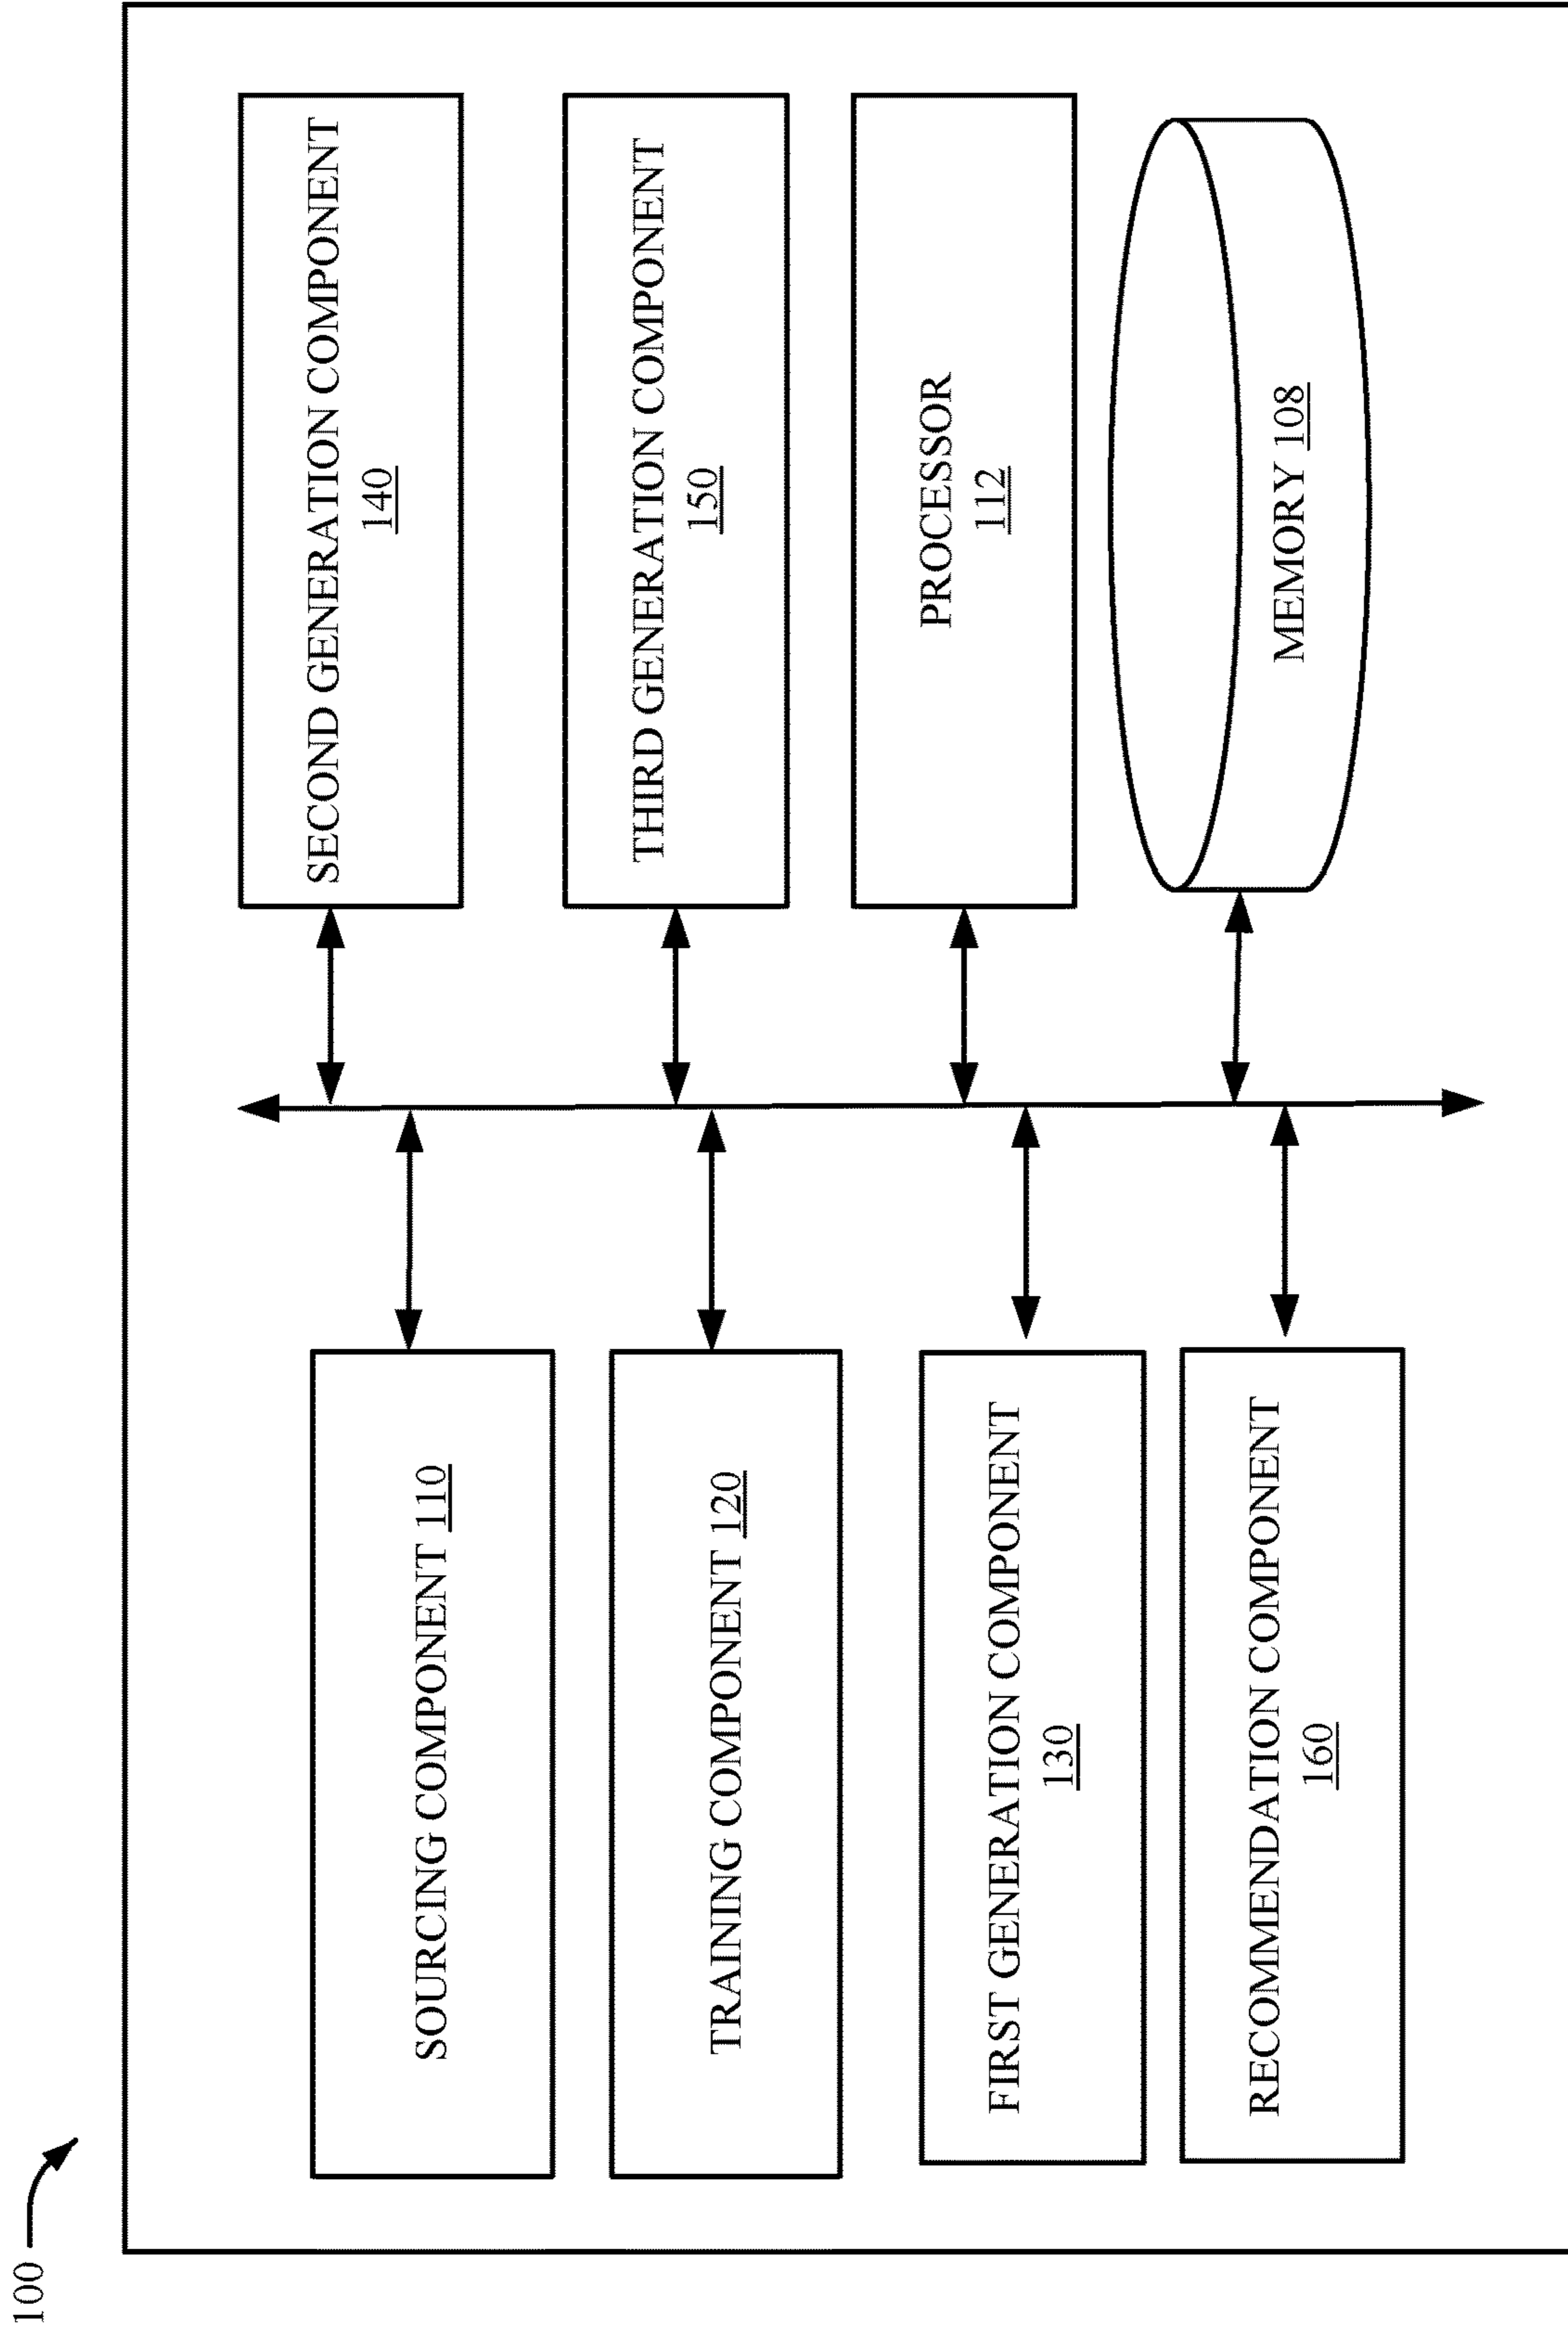 100
SOURCING COMPONENT 110
TRAINING COMPONENT 120
FIRST GENERATION COMPONENT
130
RECOMMENDATION COMPONENT
160
SECOND GENERATION COMPONENT
140
THIRD GENERATION COMPONENT
150
PROCESSOR
112
MEMORY 108